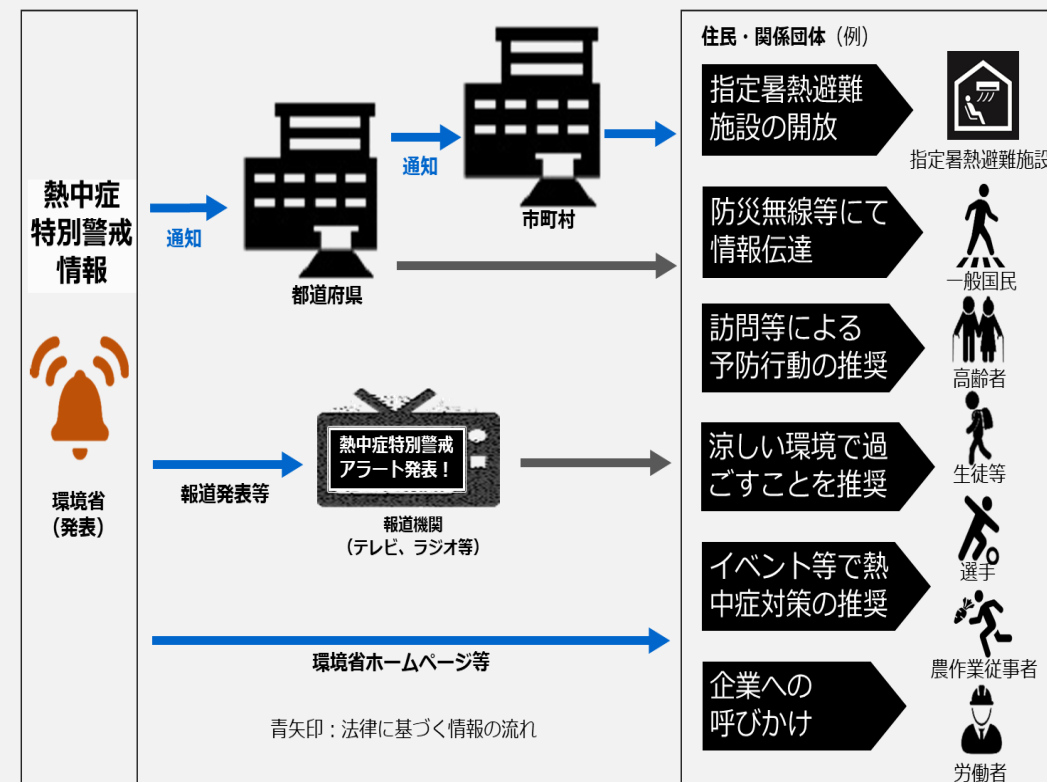 熱中症
特別警戒
情報
環境省
(発表)
通知
都道府県
通知
市町村
報道発表等
熱中症特別警戒
アラート発表！
報道機関
(テレビ、ラジオ等)
環境省ホームページ等
青矢印：法律に基づく情報の流れ
住民・関係団体（例）
指定暑熱避難
施設の開放
指定暑熱避難施設
防災無線等にて
情報伝達
一般国民
訪問等による
予防行動の推奨
高齢者
涼しい環境で過
ごすことを推奨
生徒等
イベント等で熱
中症対策の推奨
選手
農作業従事者
企業への
呼びかけ
労働者